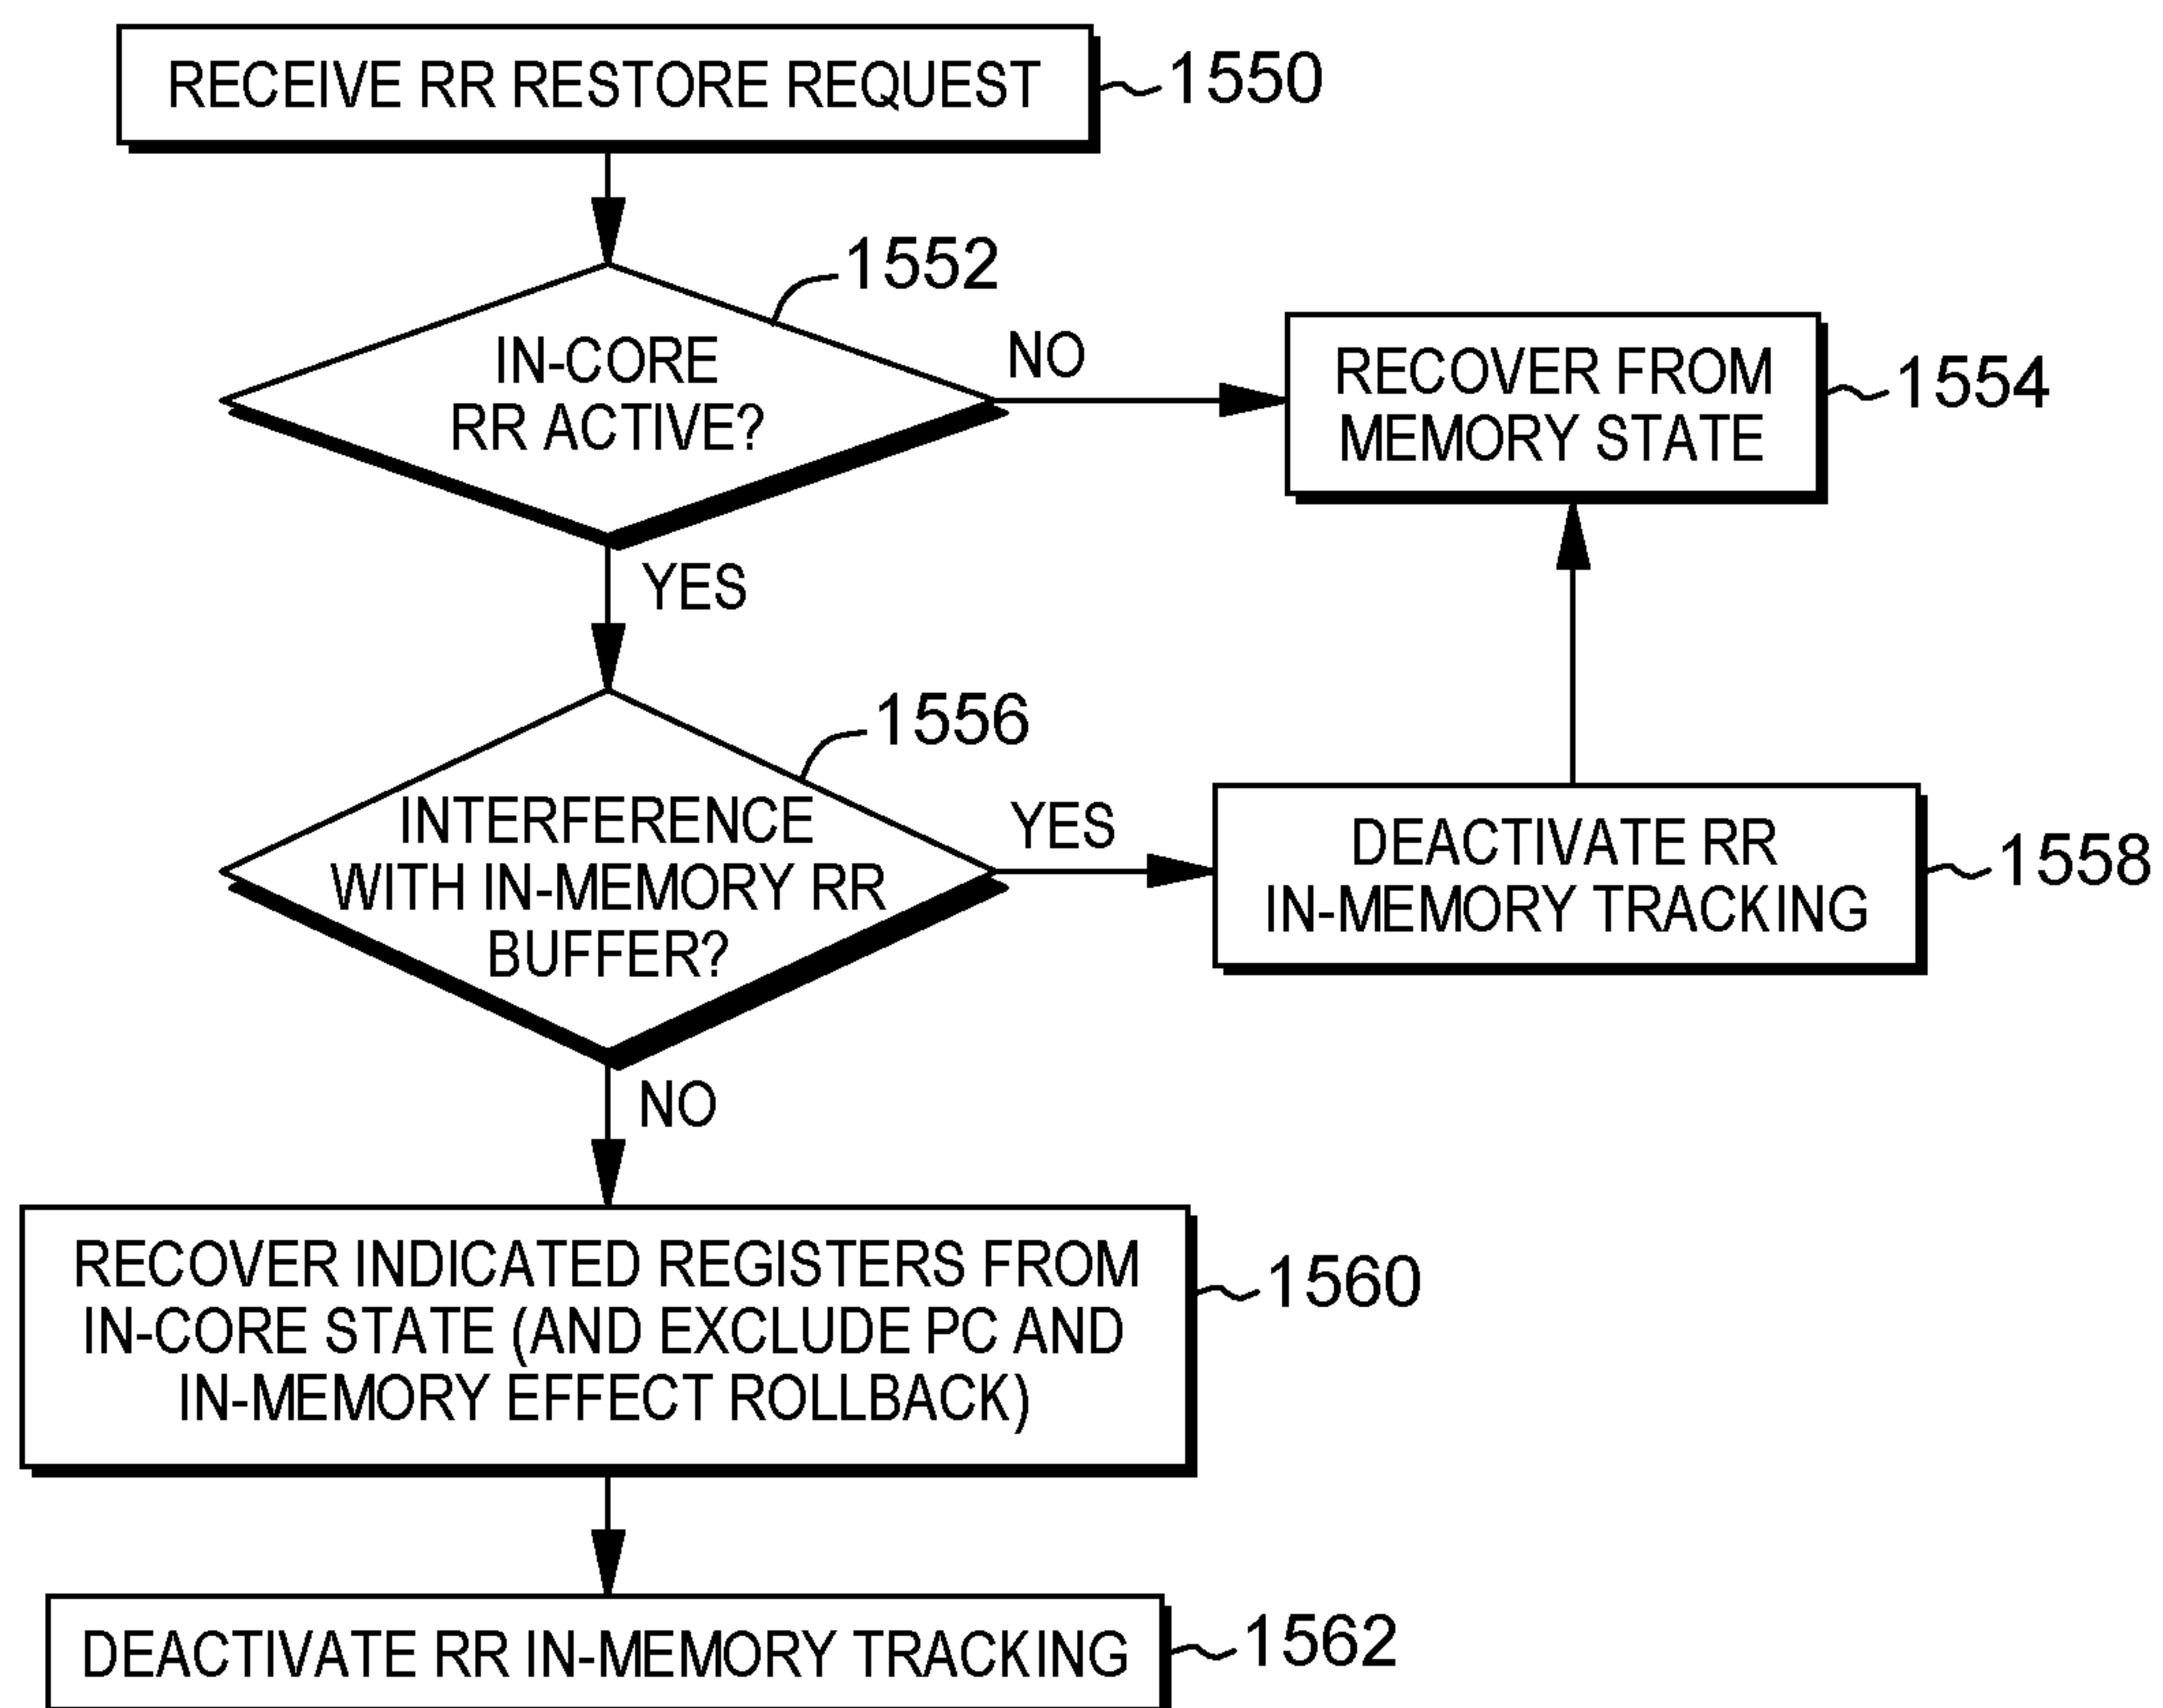 RECEIVE RR RESTORE REQUEST
1550
1552
IN-CORE
RR ACTIVE?
NO
RECOVER FROM
MEMORY STATE
1554
YES
1556
INTERFERENCE
WITH IN-MEMORY RR
BUFFER?
YES
DEACTIVATE RR
IN-MEMORY TRACKING
1558
NO
RECOVER INDICATED REGISTERS FROM
IN-CORE STATE (AND EXCLUDE PC AND
IN-MEMORY EFFECT ROLLBACK)
1560
DEACTIVATE RR IN-MEMORY TRACKING
1562